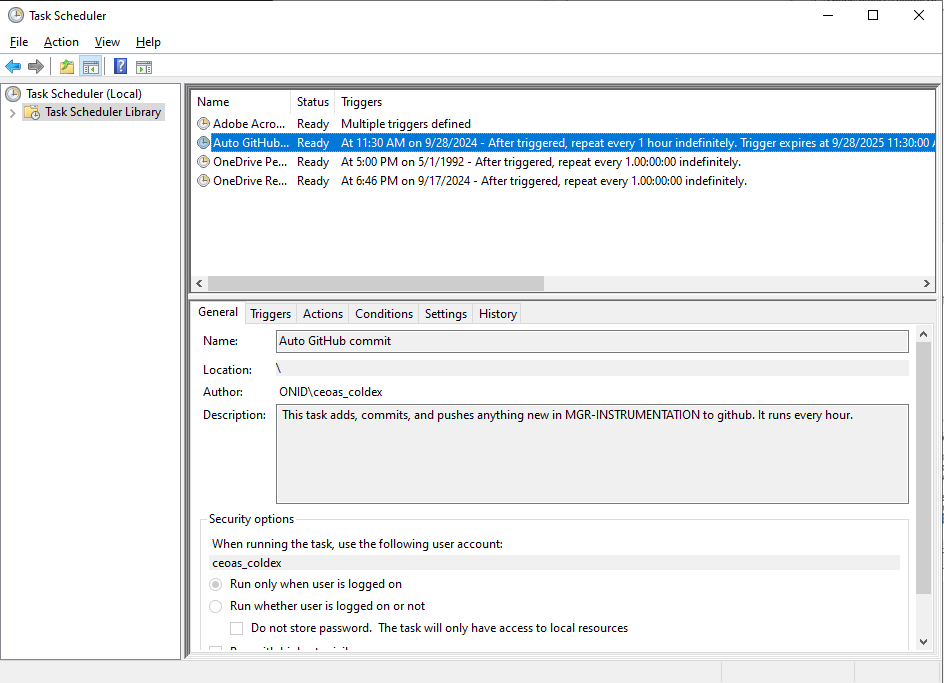 Task Scheduler
File Action View Help
Task Scheduler (Local)
Task Scheduler Library
Name Status Triggers
Adobe Acro... Ready Multiple triggers defined
Auto GitHub... Ready At 11:30 AM on 9/28/2024 - After triggered, repeat every 1 hour indefinitely. Trigger expires at 9/28/2025 11:30:00 A
OneDrive Pe... Ready At 5:00 PM on 5/1/1992 - After triggered, repeat every 1.00:00:00 indefinitely.
OneDrive Re... Ready At 6:46 PM on 9/17/2024 - After triggered, repeat every 1.00:00:00 indefinitely.
General Triggers Actions Conditions Settings History
Name: Auto GitHub commit
Location: \
Author: ONID\ceoas_coldex
Description: This task adds, commits, and pushes anything new in MGR-INSTRUMENTATION to github. It runs every hour.
Security options
When running the task, use the following user account:
ceoas_coldex
Run only when user is logged on
Run whether user is logged on or not
Do not store password. The task will only have access to local resources